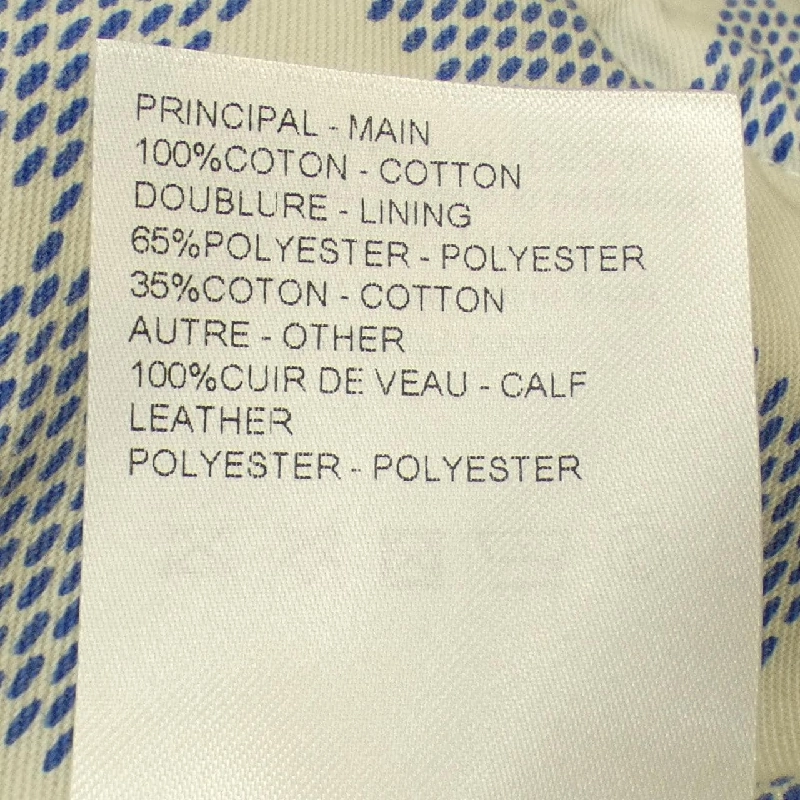 PRINCIPAL - MAIN
100%COTON - COTTON
DOUBLURE - LINING
65%POLYESTER - POLYESTER
35%COTON - COTTON
AUTRE - OTHER
100%CUIR DE VEAU - CALF
LEATHER
POLYESTER - POLYESTER